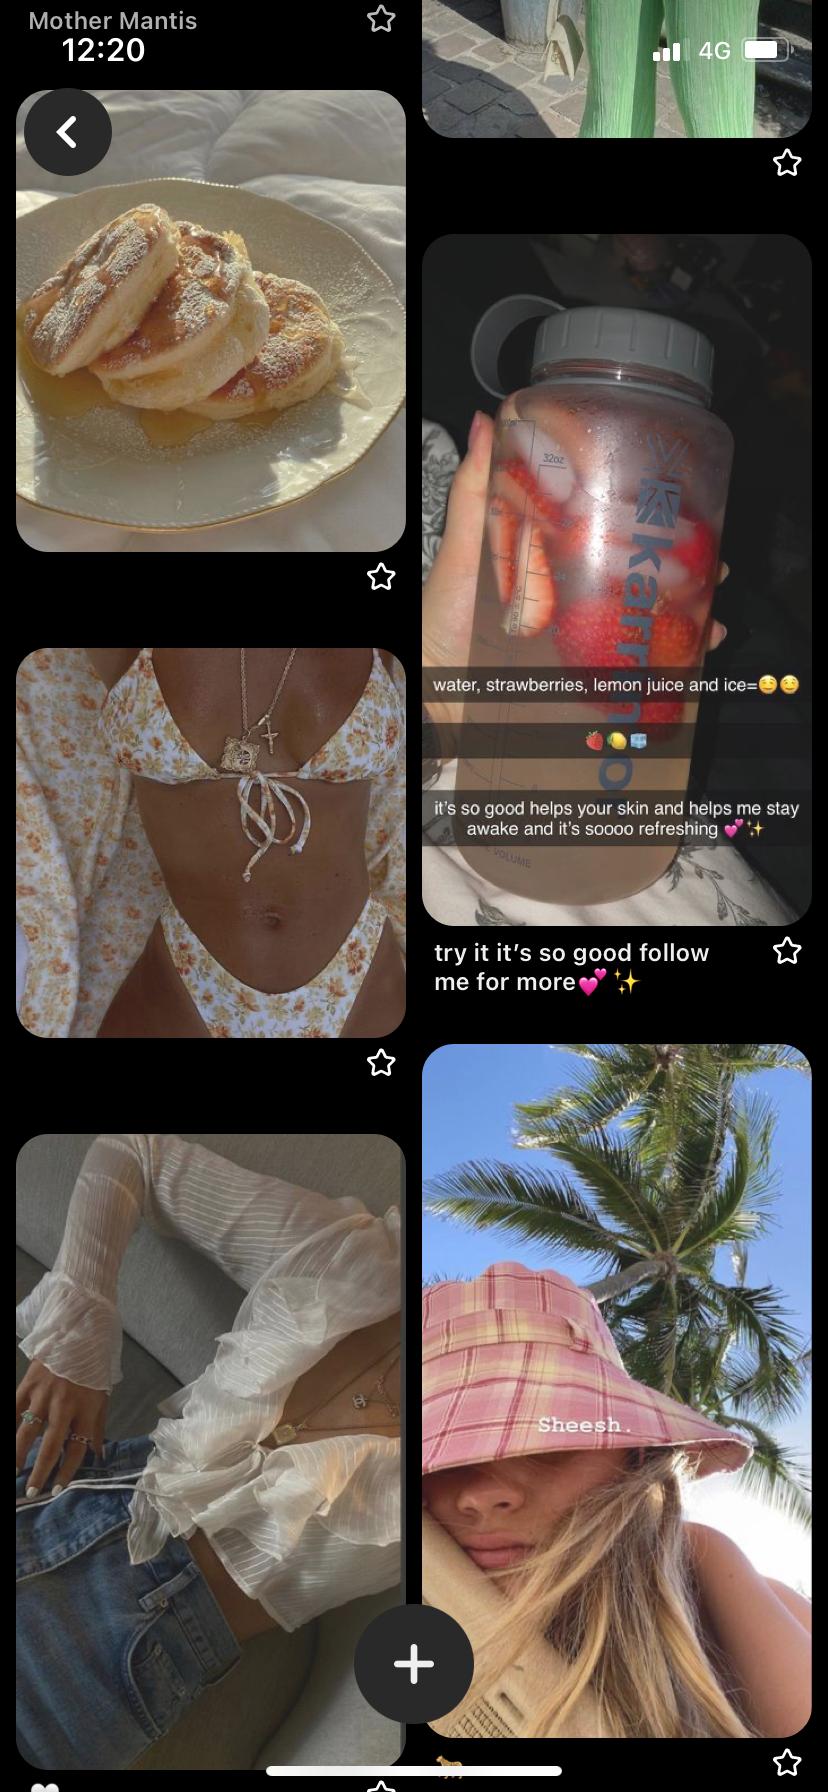 Mother Mantis
12:20
4G
32oz
karrimor
water, strawberries, lemon juice and ice=😌😌
🍓🍋🧊
it's so good helps your skin and helps me stay
awake and it's soooo refreshing 💕✨
VOLUME
try it it's so good follow
me for more💕✨
Sheesh.